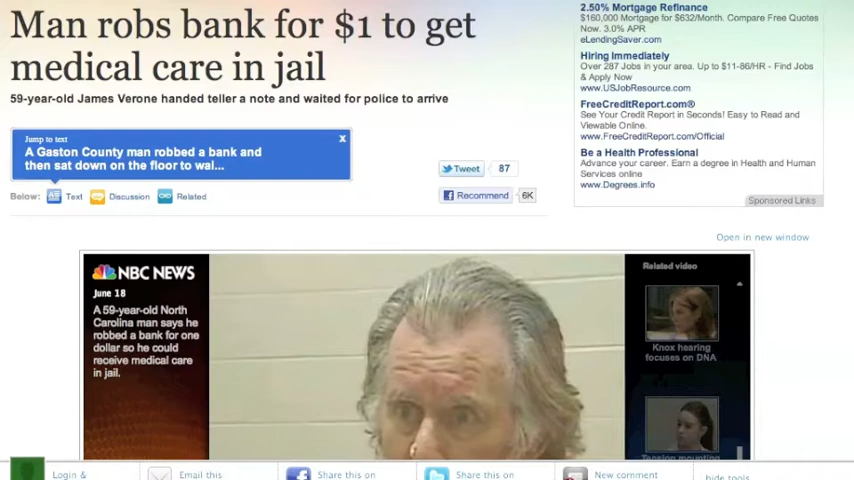 Man robs bank for $1 to get
medical care in jail
59-year-old James Verone handed teller a note and waited for police to arrive
Jump to text
x
A Gaston County man robbed a bank and
then sat down on the floor to wai...
Below: Text Discussion Related
Tweet 87
Recommend 6K
2.50% Mortgage Refinance
$160,000 Mortgage for $632/Month. Compare Free Quotes
Now. 3.0% APR
eLendingSaver.com
Hiring Immediately
Over 287 Jobs in your area. Up to $11-86/HR - Find Jobs
& Apply Now
www.USJobResource.com
FreeCreditReport.com®
See Your Credit Report in Seconds! Easy to Read and
Viewable Online.
www.FreeCreditReport.com/Official
Be a Health Professional
Advance your career. Earn a degree in Health and Human
Services online
www.Degrees.info
Sponsored Links
Open in new window
NBC NEWS
June 18
A 59-year-old North
Carolina man says he
robbed a bank for one
dollar so he could
receive medical care
in jail.
Related video
Knox hearing
focuses on DNA
Tension mounting
Login &
Email this
Share this on
Share this on
New comment
hide tools